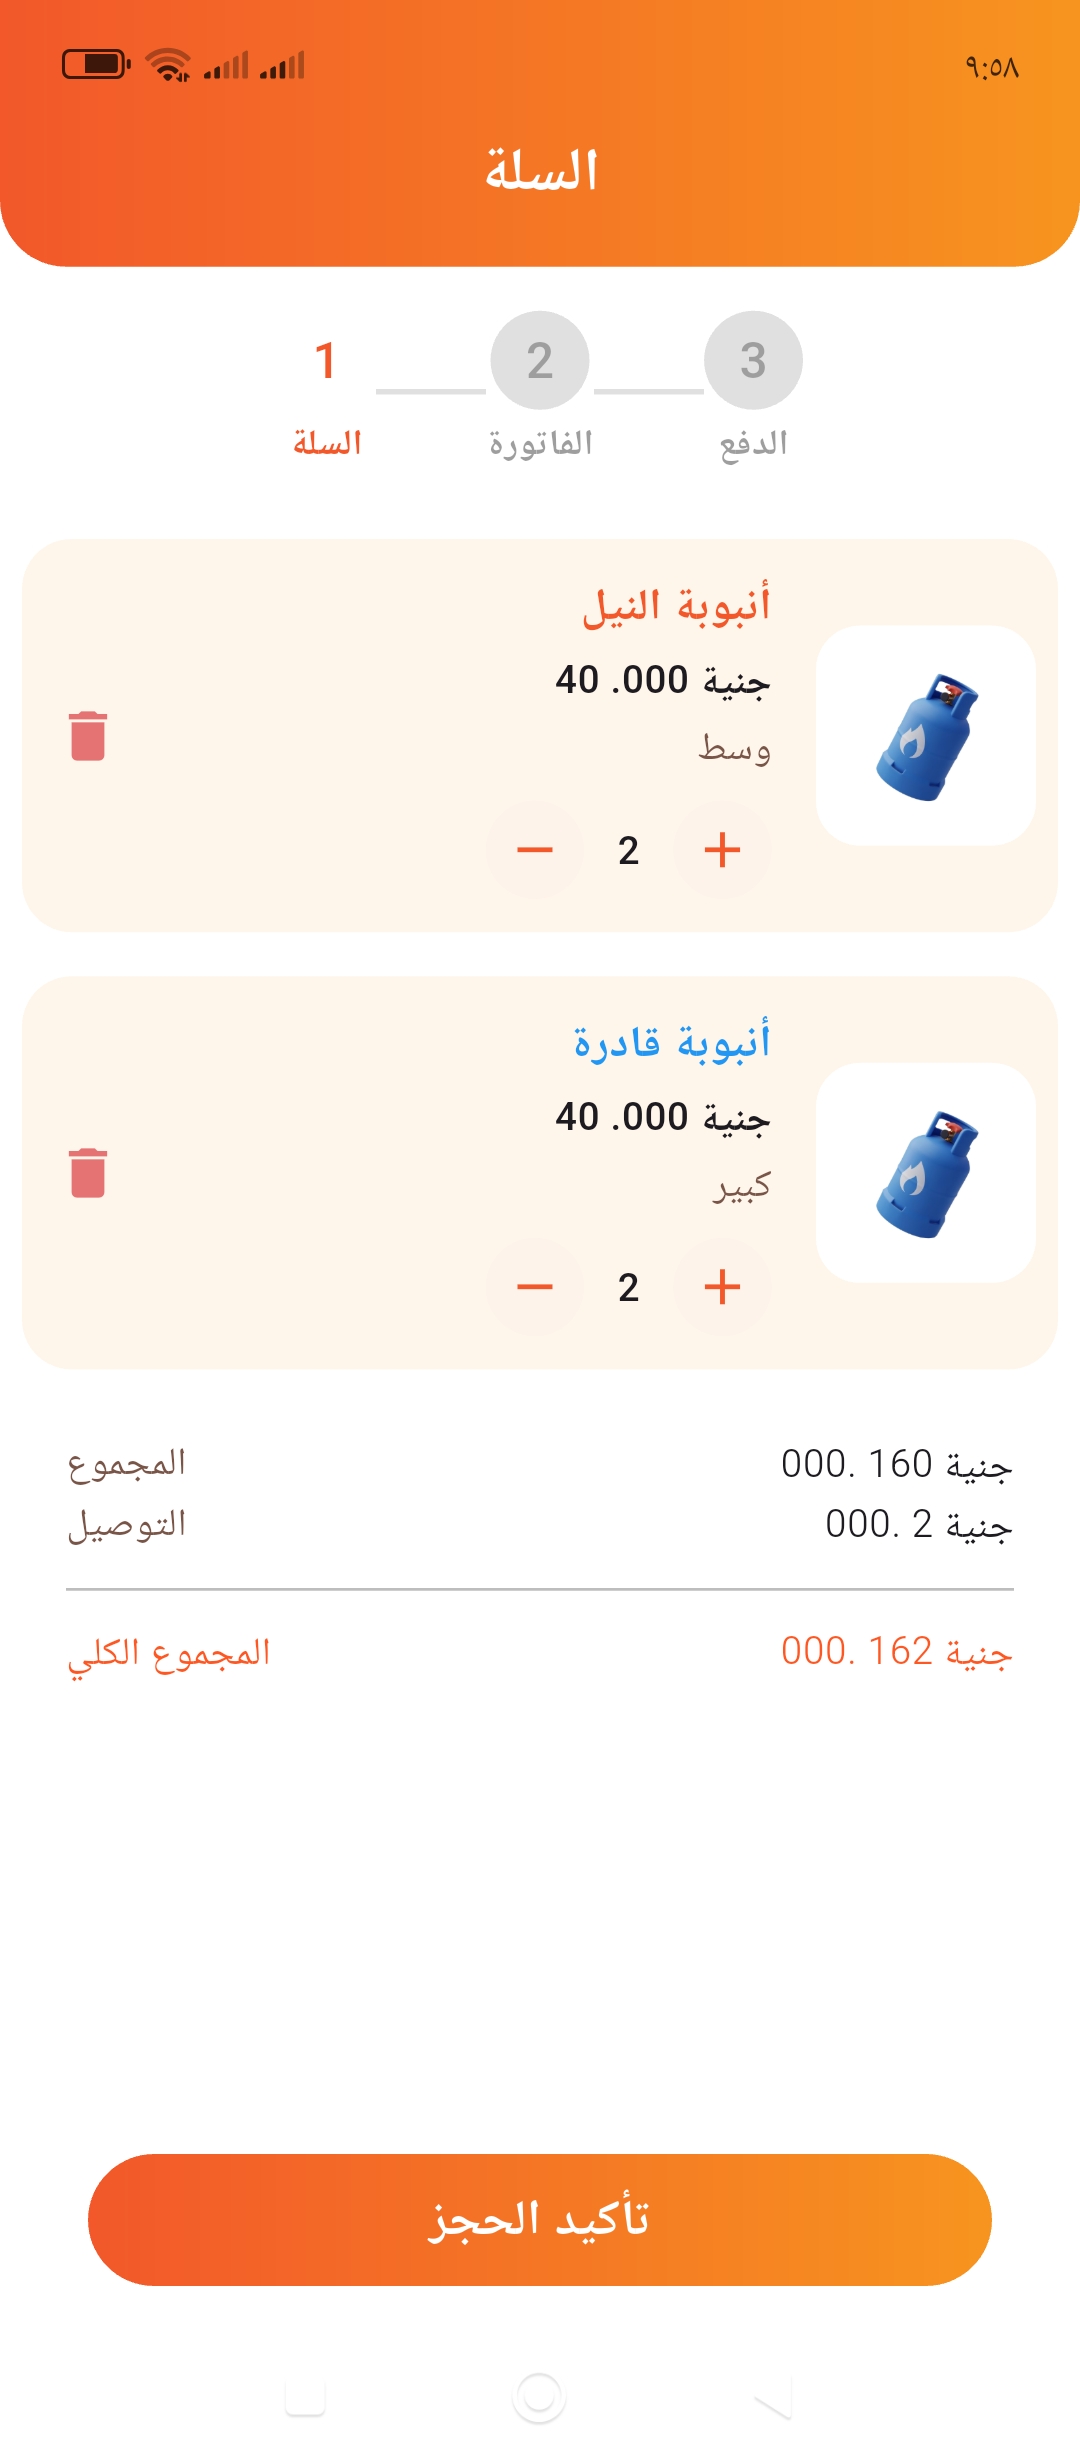 ٩:٥٨
السلة
1
2
3
السلة
الفاتورة
الدفع
أنبوبة النيل
جنية 000. 40
وسط
+ 2 −
أنبوبة قادرة
جنية 000. 40
كبير
+ 2 −
جنية 160 .000
المجموع
جنية 2 .000
التوصيل
جنية 162 .000
المجموع الكلي
تأكيد الحجز